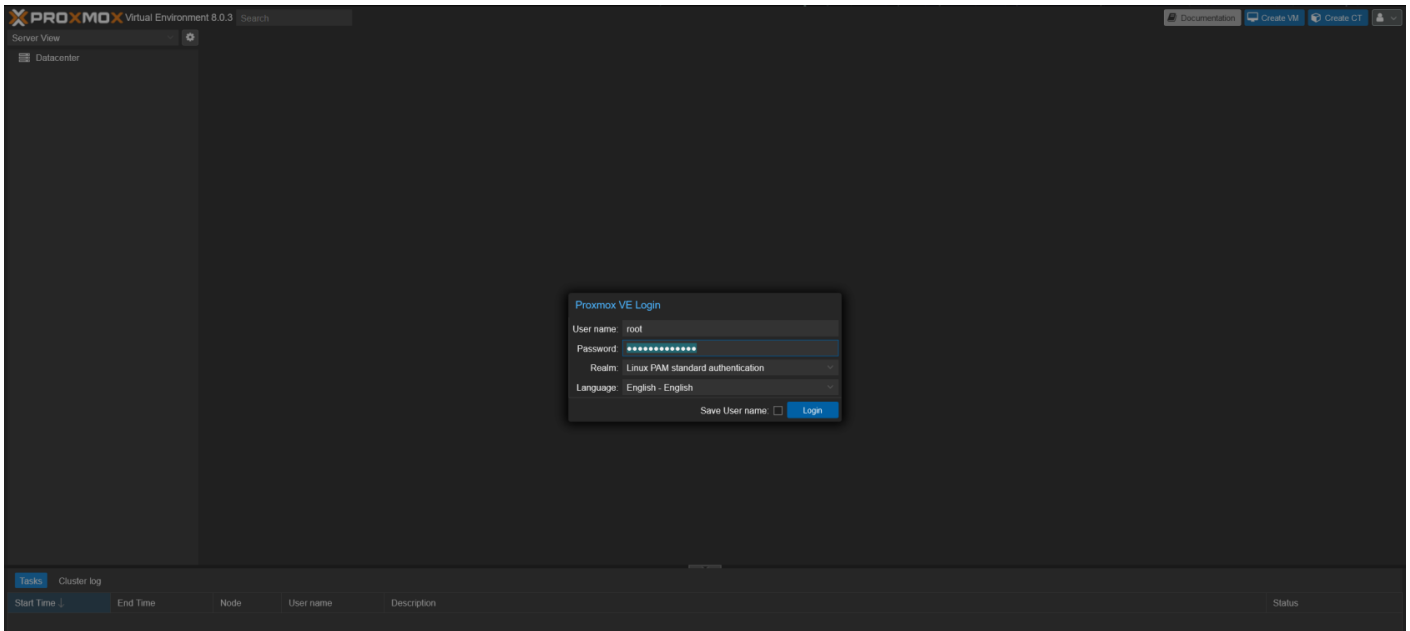 PROXMOX Virtual Environment 8.0.3 Search Documentation Create VM Create CT
Server View
Datacenter
Proxmox VE Login
User name: root
Password: •••••••••••••
Realm: Linux PAM standard authentication
Language: English - English
Save User name: Login
Tasks Cluster log
Start Time ↓ End Time Node User name Description Status